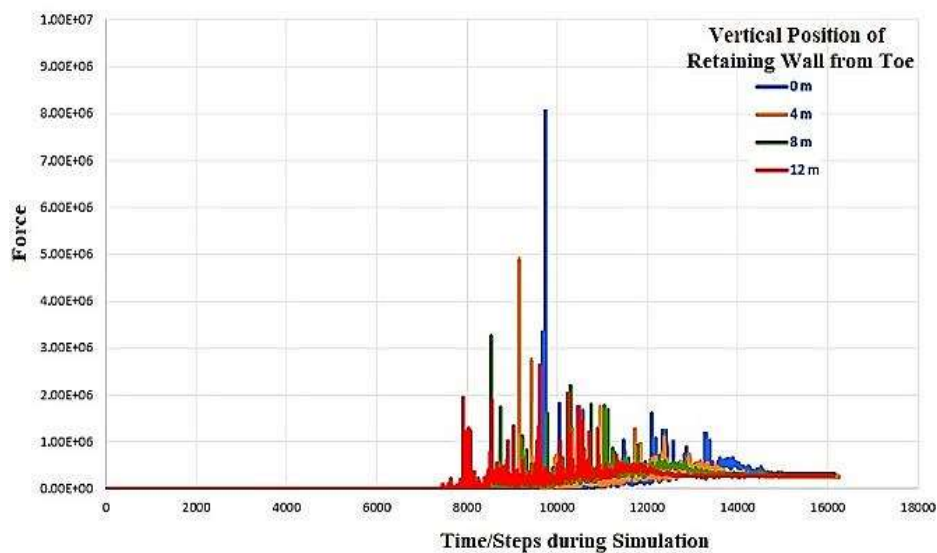 1.00E+07
9.00E+06
8.00E+06
7.00E+06
6.00E+06
5.00E+06
4.00E+06
3.00E+06
2.00E+06
1.00E+06
0.00E+00
Force
Vertical Position of
Retaining Wall from Toe
0 m
4 m
8 m
12 m
0 2000 4000 6000 8000 10000 12000 14000 16000 18000
Time/Steps during Simulation